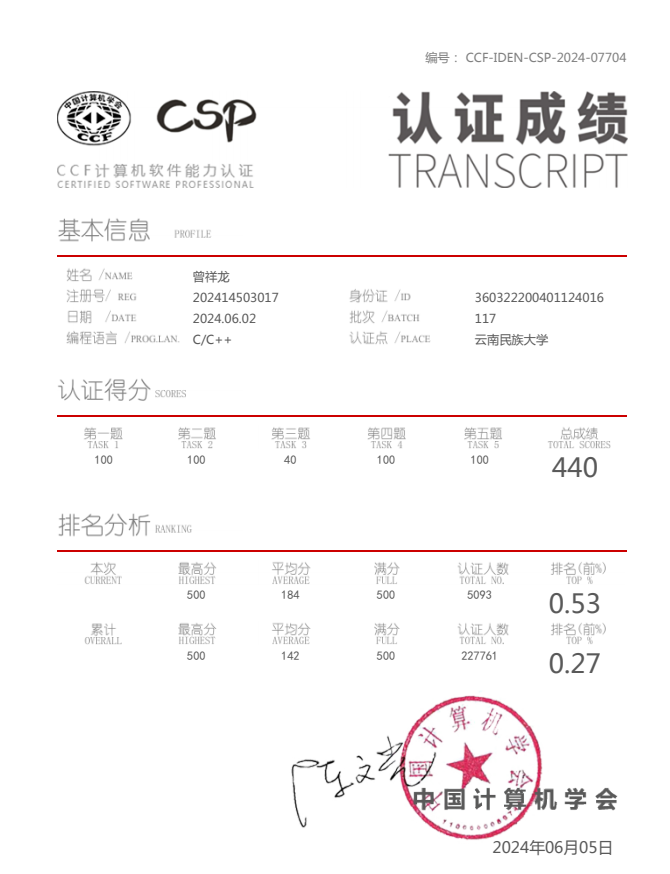 编号： CCF-IDEN-CSP-2024-07704
中国计算机学会
CCF
CSP
CCF计算机软件能力认证
CERTIFIED SOFTWARE PROFESSIONAL
认证成绩
TRANSCRIPT
基本信息 PROFILE
姓名 /NAME 曾祥龙
注册号/ REG 202414503017 身份证 /ID 360322200401124016
日期 /DATE 2024.06.02 批次 /BATCH 117
编程语言 /PROG.LAN. C/C++ 认证点 /PLACE 云南民族大学
认证得分 SCORES
第一题 第二题 第三题 第四题 第五题 总成绩
TASK 1 TASK 2 TASK 3 TASK 4 TASK 5 TOTAL SCORES
100 100 40 100 100 440
排名分析 RANKING
本次 最高分 平均分 满分 认证人数 排名(前%)
CURRENT HIGHEST AVERAGE FULL TOTAL NO. TOP %
500 184 500 5093 0.53
累计 最高分 平均分 满分 认证人数 排名(前%)
OVERALL HIGHEST AVERAGE FULL TOTAL NO. TOP %
500 142 500 227761 0.27
中国计算机学会
中国计算机学会
2024年06月05日